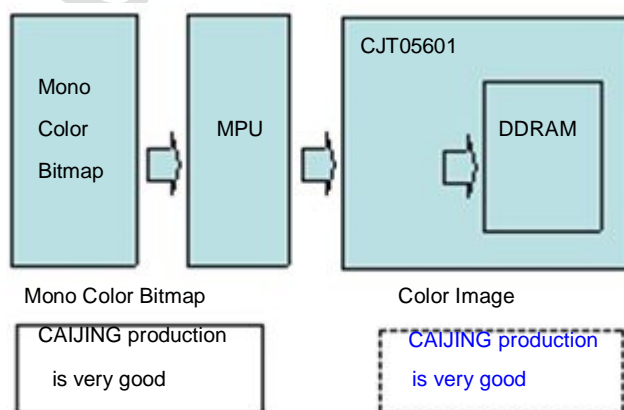 CJT05601
Mono
Color
Bitmap
MPU
DDRAM
Mono Color Bitmap
Color Image
CAIJING production
is very good
CAIJING production
is very good